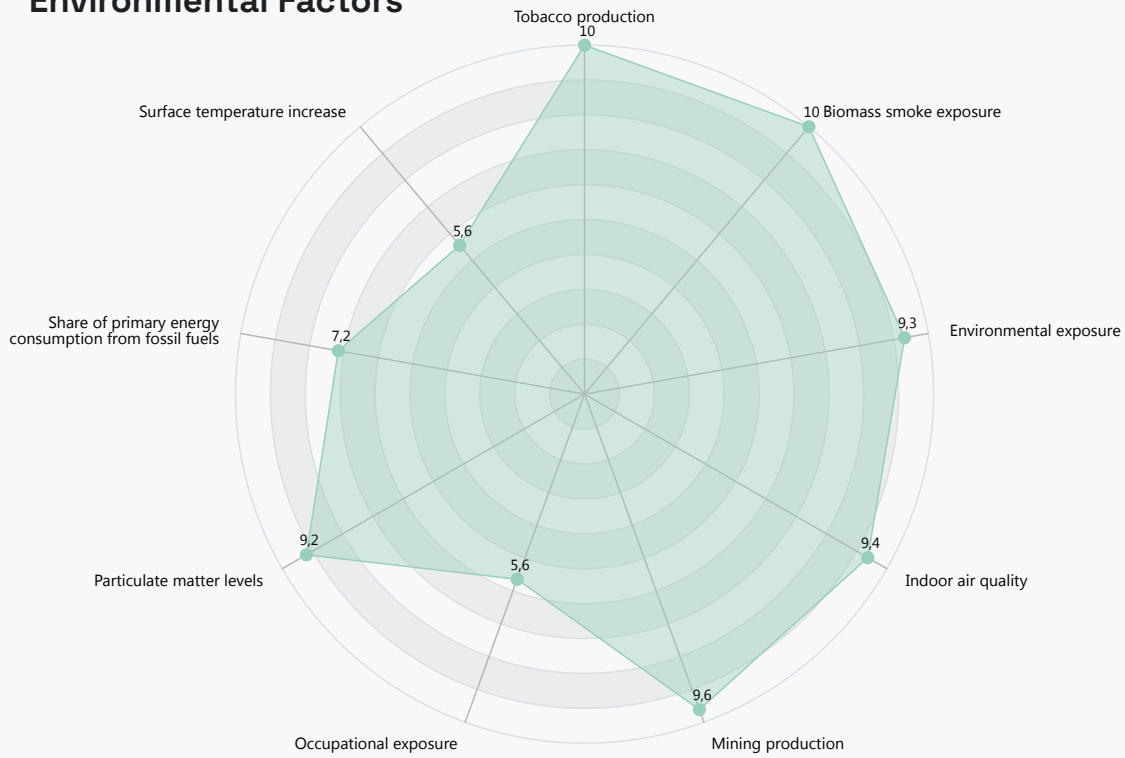 Environmental Factors
Tobacco production
10
Surface temperature increase
10 Biomass smoke exposure
5,6
Share of primary energy
consumption from fossil fuels
7,2
9,3
Environmental exposure
9,2
9,4
Particulate matter levels
5,6
Indoor air quality
9,6
Occupational exposure
Mining production